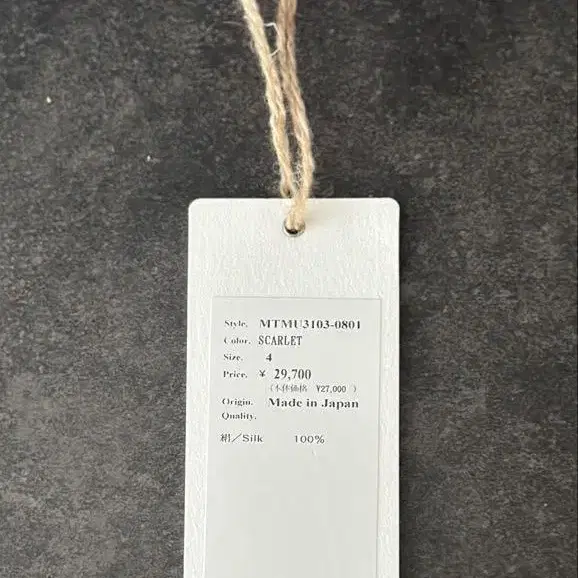 Style. MTMU3103-0801
Color. SCARLET
Size. 4
Price. ¥ 29,700
(本体価格 ¥27,000 )
Origin. Made in Japan
Quality.
絹/Silk 100%